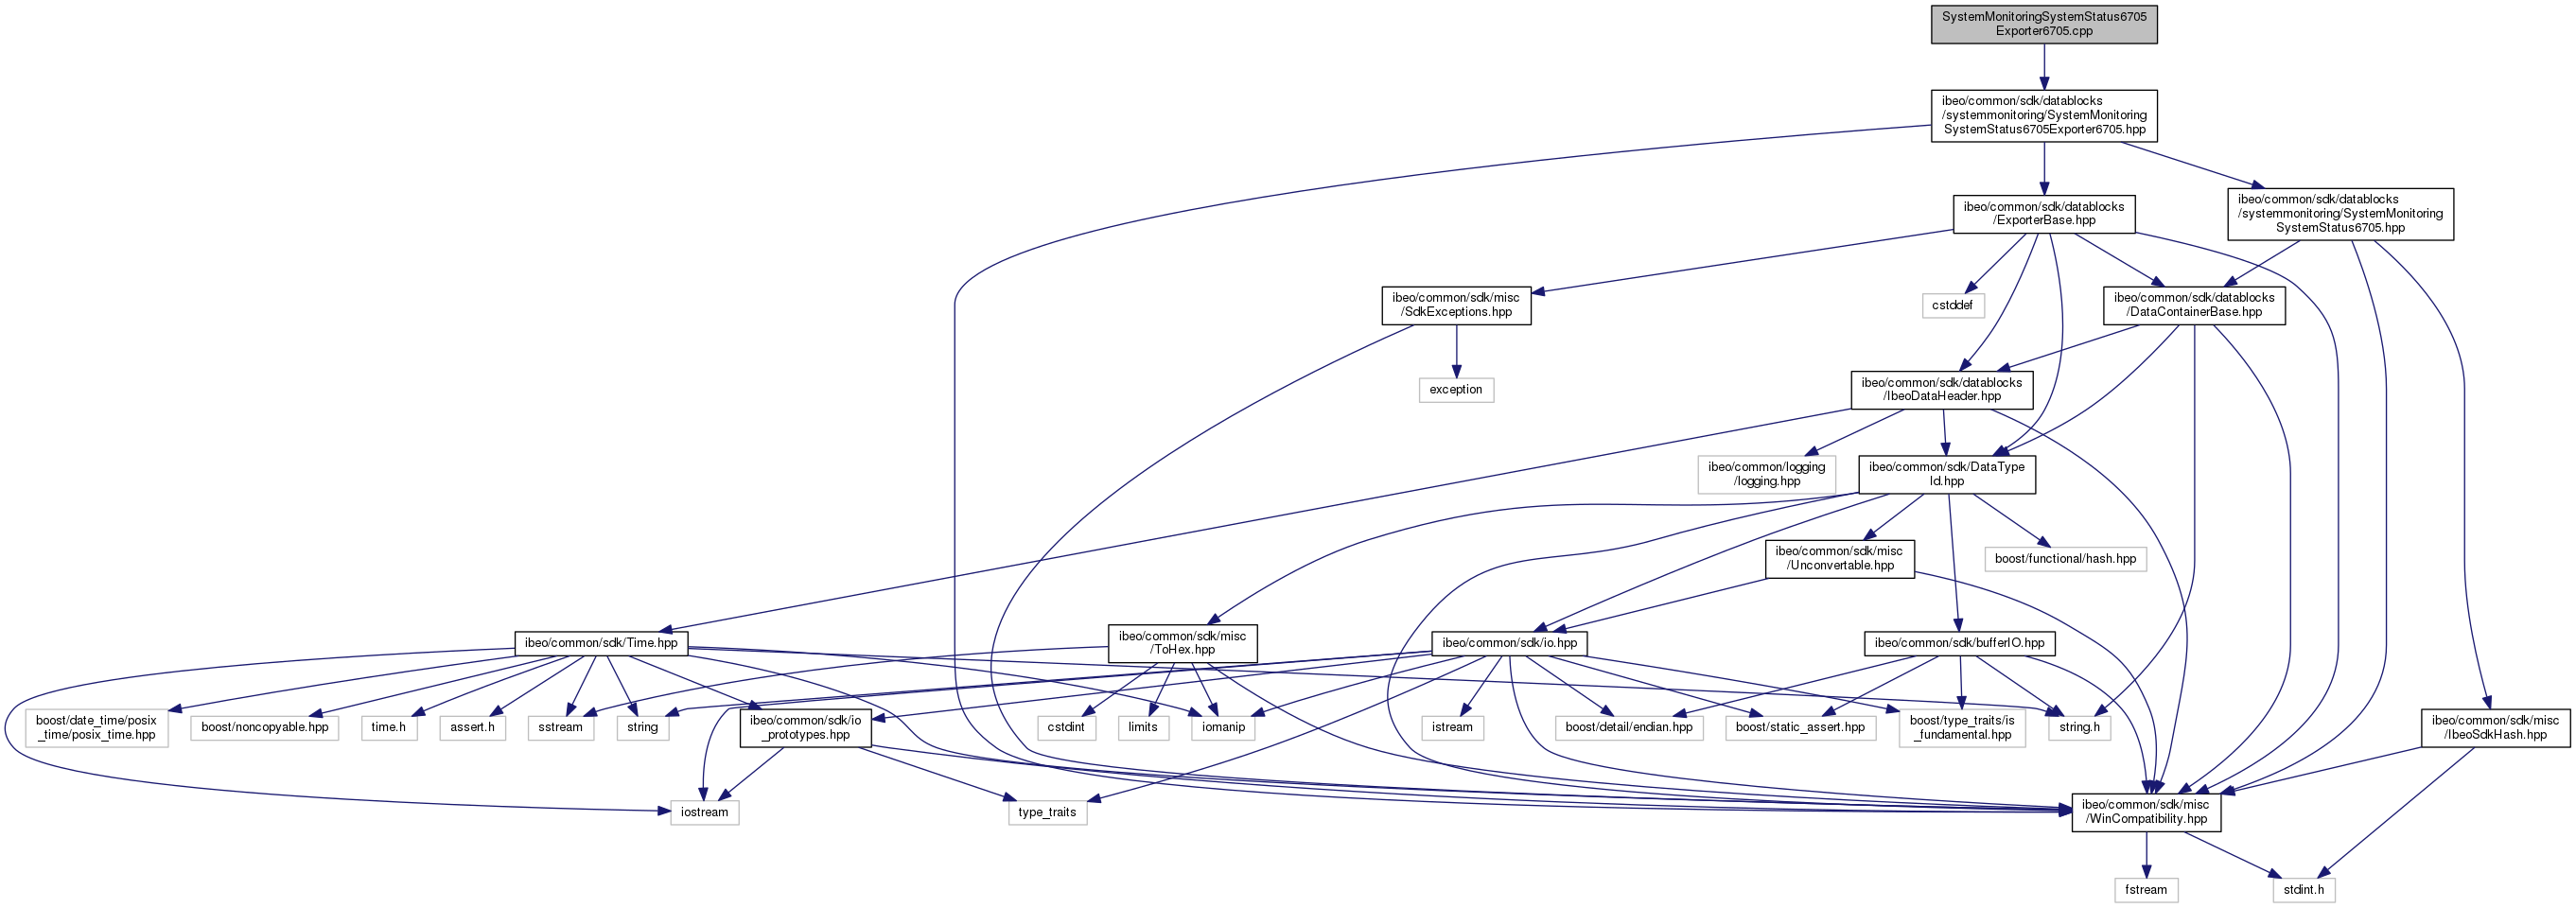 SystemMonitoringSystemStatus6705
Exporter6705.cpp
ibeo/common/sdk/datablocks
/systemmonitoring/SystemMonitoring
SystemStatus6705Exporter6705.hpp
ibeo/common/sdk/datablocks
/ExporterBase.hpp
ibeo/common/sdk/datablocks
/systemmonitoring/SystemMonitoring
SystemStatus6705.hpp
ibeo/common/sdk/misc
/SdkExceptions.hpp
cstddef
ibeo/common/sdk/datablocks
/DataContainerBase.hpp
exception
ibeo/common/sdk/datablocks
/IbeoDataHeader.hpp
ibeo/common/logging
/logging.hpp
ibeo/common/sdk/DataType
Id.hpp
ibeo/common/sdk/misc
/Unconvertable.hpp
boost/functional/hash.hpp
ibeo/common/sdk/Time.hpp
ibeo/common/sdk/misc
/ToHex.hpp
ibeo/common/sdk/io.hpp
ibeo/common/sdk/bufferIO.hpp
boost/date_time/posix
_time/posix_time.hpp
boost/noncopyable.hpp
time.h
assert.h
sstream
string
ibeo/common/sdk/io
_prototypes.hpp
cstdint
limits
iomanip
istream
boost/detail/endian.hpp
boost/static_assert.hpp
boost/type_traits/is
_fundamental.hpp
string.h
ibeo/common/sdk/misc
/IbeoSdkHash.hpp
iostream
type_traits
ibeo/common/sdk/misc
/WinCompatibility.hpp
fstream
stdint.h